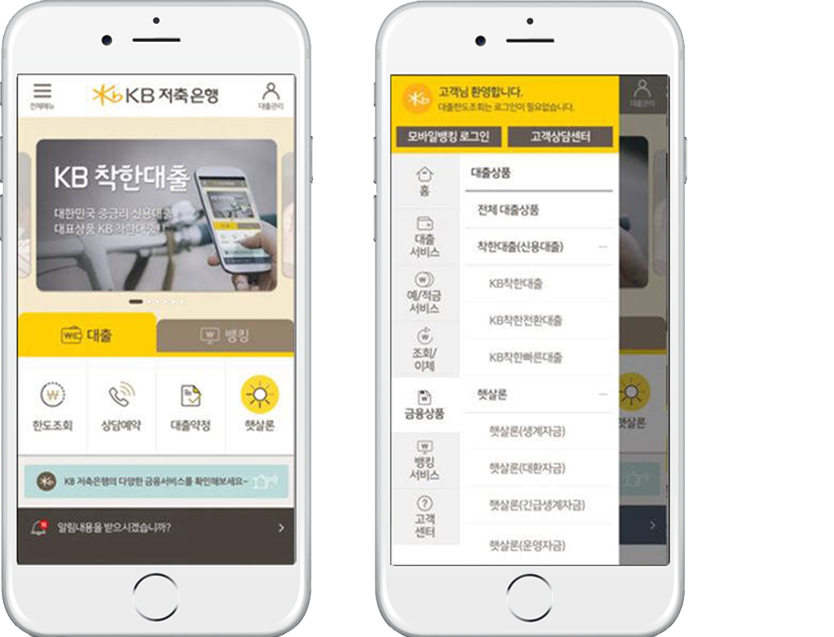 전체메뉴
KB 저축은행
대출관리
KB 착한대출
대한민국 중금리 신용대출
대표상품 KB 착한대출!!
대출
뱅킹
한도조회
상담예약
대출약정
햇살론
KB 저축은행의 다양한 금융서비스를 확인해보세요~
알림내용을 받으시겠습니까?
고객님 환영합니다.
대출한도조회는 로그인이 필요없습니다.
모바일뱅킹 로그인
고객상담센터
대출관리
홈
대출
서비스
예/적금
서비스
조회/
이체
금융상품
뱅킹
서비스
고객
센터
대출상품
전체 대출상품
착한대출(신용대출)
KB착한대출
KB착한전환대출
KB착한빠른대출
햇살론
햇살론(생계자금)
햇살론(대환자금)
햇살론(긴급생계자금)
햇살론(운영자금)
햇살론